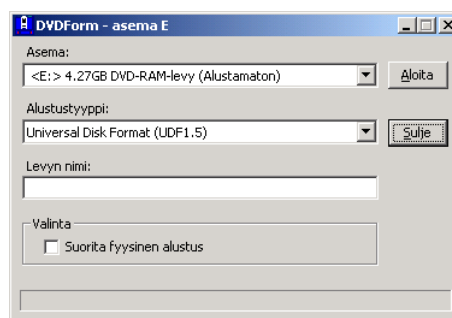 DVDForm - asema E
Asema:
<E:> 4.27GB DVD-RAM-levy (Alustamaton)
Aloita
Alustustyyppi:
Universal Disk Format (UDF1.5)
Sulje
Levyn nimi:
Valinta
Suorita fyysinen alustus